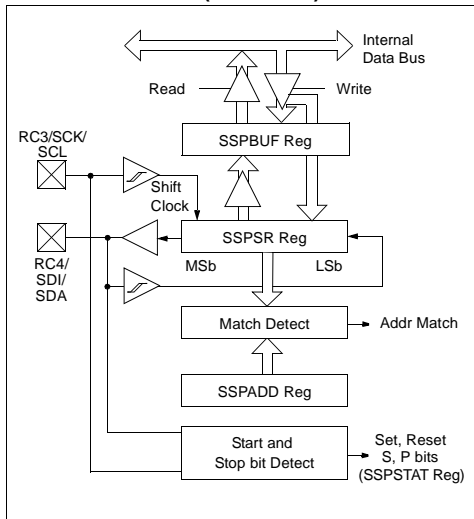 Internal
Data Bus
Read
Write
RC3/SCK/
SCL
SSPBUF Reg
Shift
Clock
SSPSR Reg
MSb
LSb
RC4/
SDI/
SDA
Match Detect
Addr Match
SSPADD Reg
Start and
Stop bit Detect
Set, Reset
S, P bits
(SSPSTAT Reg)